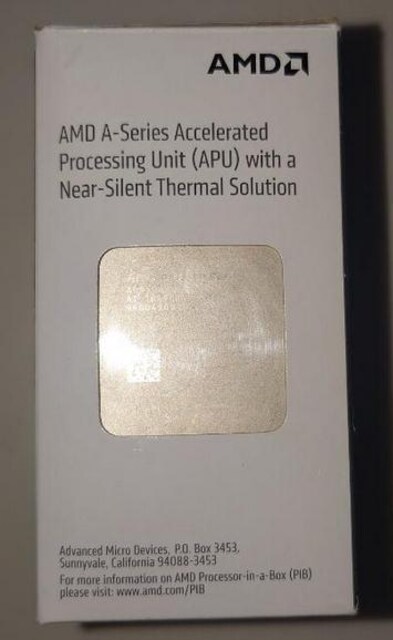 AMD
AMD A-Series Accelerated
Processing Unit (APU) with a
Near-Silent Thermal Solution
Advanced Micro Devices, P.O. Box 3453,
Sunnyvale, California 94088-3453
For more information on AMD Processor-in-a-Box (PIB)
please visit: www.amd.com/PIB